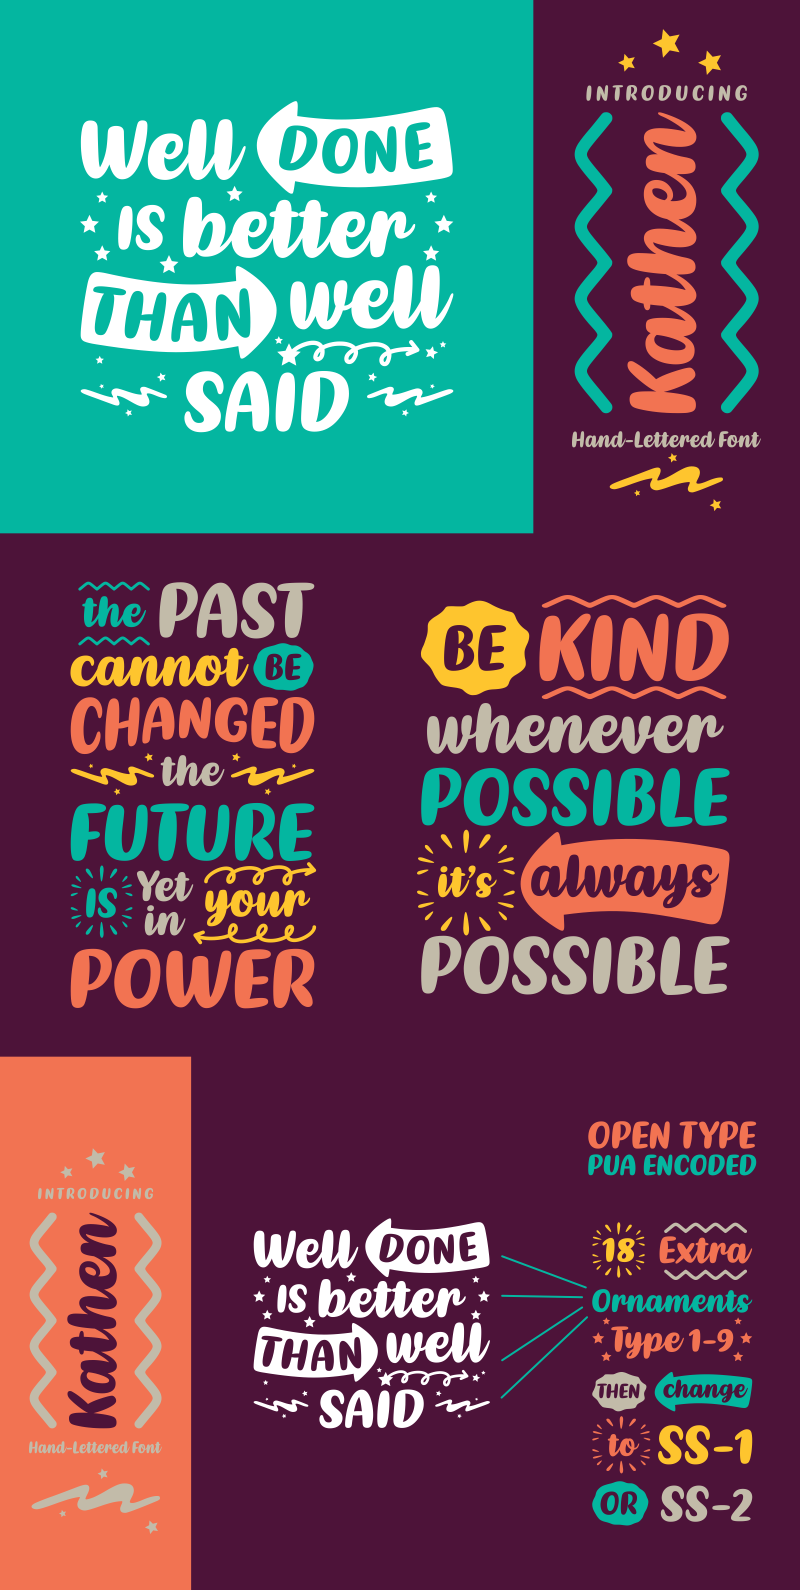 Well DONE
IS better
THAN well
SAID
INTRODUCING
Kathen
Hand-Lettered Font
the PAST
cannot BE
CHANGED
the
FUTURE
IS Yet in your
POWER
BE KIND
whenever
POSSIBLE
it's always
POSSIBLE
INTRODUCING
Kathen
Hand-Lettered Font
Well DONE
IS better
THAN well
SAID
OPEN TYPE
PUA ENCODED
18 Extra
Ornaments
Type 1-9
THEN change
to SS-1
OR SS-2